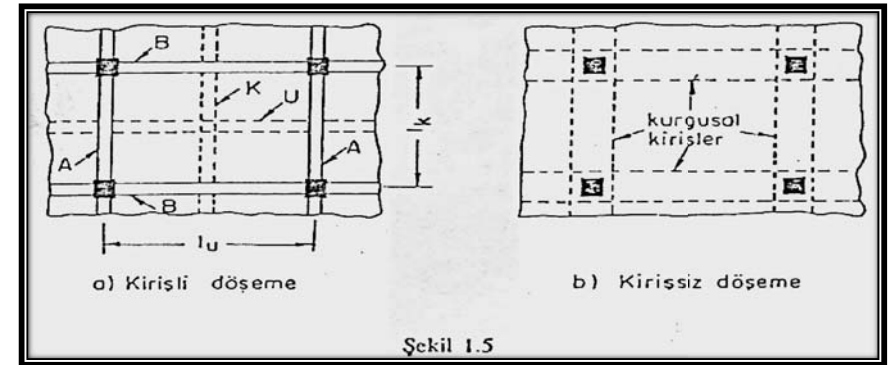 B
K
U
A
A
B
lk
lu
a) Kirişli döşeme
kurgusal
kirişler
b) Kirişsiz döşeme
Şekil 1.5